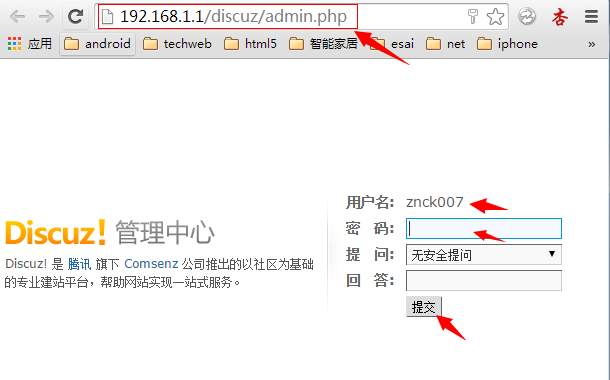 192.168.1.1/discuz/admin.php
应用 android techweb html5 智能家居 esai net iphone »
用户名: znck007
密 码:
提 问: 无安全提问
回 答:
提交
Discuz! 管理中心
Discuz! 是 腾讯 旗下 Comsenz 公司推出的以社区为基础
的专业建站平台，帮助网站实现一站式服务。